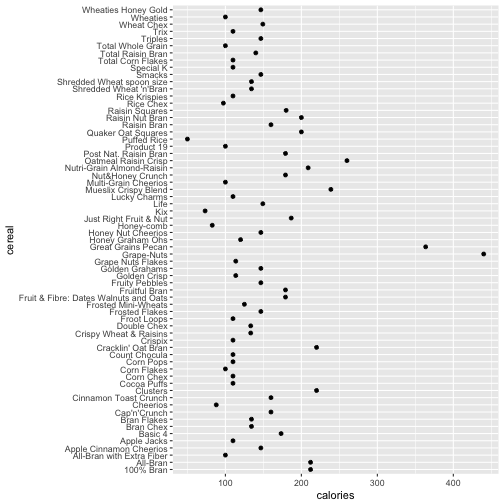 Wheaties Honey Gold
Wheaties
Wheat Chex
Trix
Triples
Total Whole Grain
Total Raisin Bran
Total Corn Flakes
Special K
Smacks
Shredded Wheat spoon size
Shredded Wheat 'n'Bran
Rice Krispies
Rice Chex
Raisin Squares
Raisin Nut Bran
Raisin Bran
Quaker Oat Squares
Puffed Rice
Product 19
Post Nat. Raisin Bran
Oatmeal Raisin Crisp
Nutri-Grain Almond-Raisin
Nut&Honey Crunch
Multi-Grain Cheerios
Mueslix Crispy Blend
Lucky Charms
Life
Kix
Just Right Fruit & Nut
Honey-comb
Honey Nut Cheerios
Honey Graham Ohs
Great Grains Pecan
Grape-Nuts
Grape Nuts Flakes
Golden Grahams
Golden Crisp
Fruity Pebbles
Fruitful Bran
Fruit & Fibre: Dates Walnuts and Oats
Frosted Mini-Wheats
Frosted Flakes
Froot Loops
Double Chex
Crispy Wheat & Raisins
Crispix
Cracklin' Oat Bran
Count Chocula
Corn Pops
Corn Flakes
Corn Chex
Cocoa Puffs
Clusters
Cinnamon Toast Crunch
Cheerios
Cap'n'Crunch
Bran Flakes
Bran Chex
Basic 4
Apple Jacks
Apple Cinnamon Cheerios
All-Bran with Extra Fiber
All-Bran
100% Bran
cereal
100 200 300 400
calories